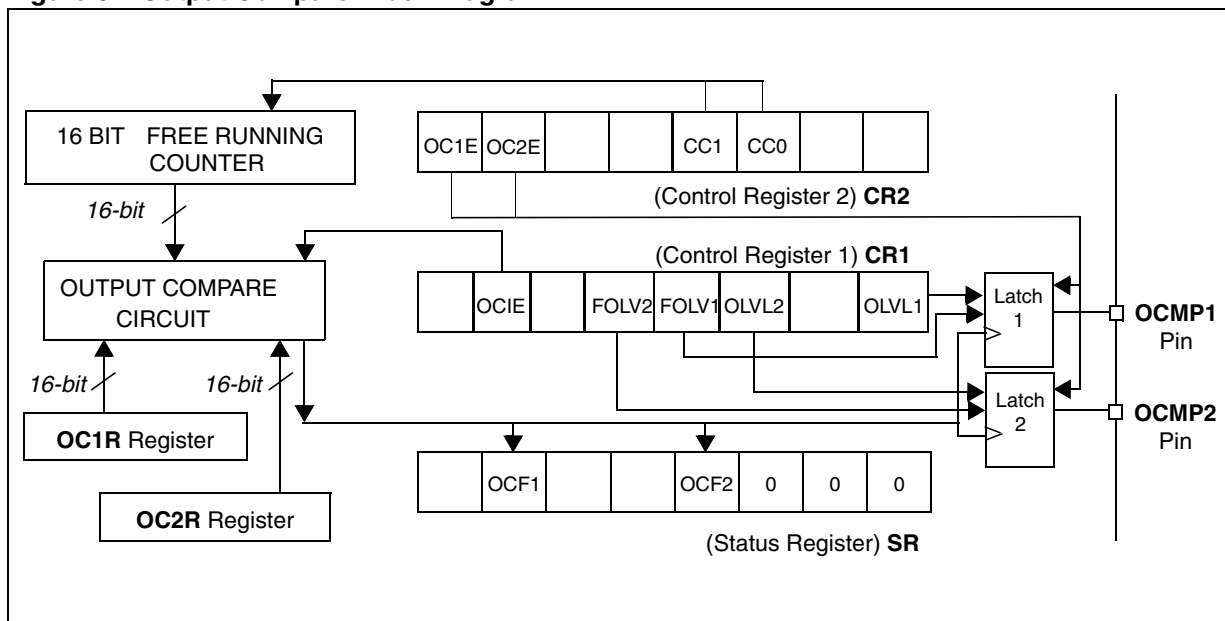 16 BIT FREE RUNNING
COUNTER
16-bit
OC1E OC2E CC1 CC0
(Control Register 2) CR2
(Control Register 1) CR1
OUTPUT COMPARE
CIRCUIT
OCIE FOLV2 FOLV1 OLVL2 OLVL1
Latch
1
OCMP1
Pin
16-bit
16-bit
Latch
2
OCMP2
Pin
OC1R Register
OCF1 OCF2 0 0 0
OC2R Register
(Status Register) SR